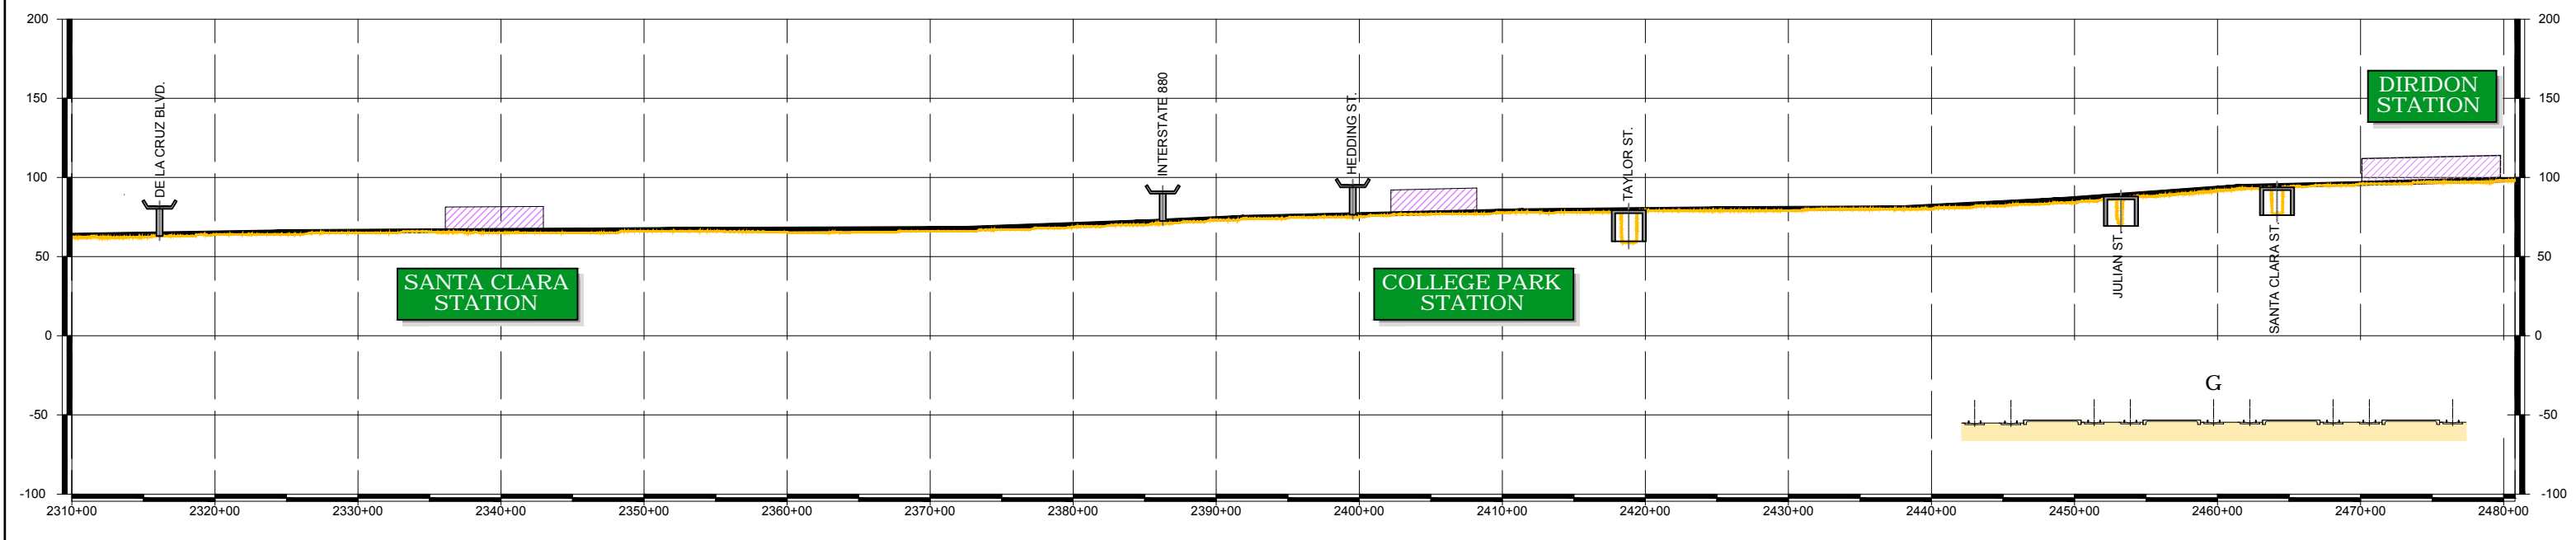 200
150
100
50
0
-50
-100
DE LA CRUZ BLVD.
SANTA CLARA
STATION
INTERSTATE 880
HEDDING ST.
COLLEGE PARK
STATION
TAYLOR ST.
JULIAN ST.
SANTA CLARA ST.
DIRIDON
STATION
G
200
150
100
50
0
-50
-100
2310+00 2320+00 2330+00 2340+00 2350+00 2360+00 2370+00 2380+00 2390+00 2400+00 2410+00 2420+00 2430+00 2440+00 2450+00 2460+00 2470+00 2480+00